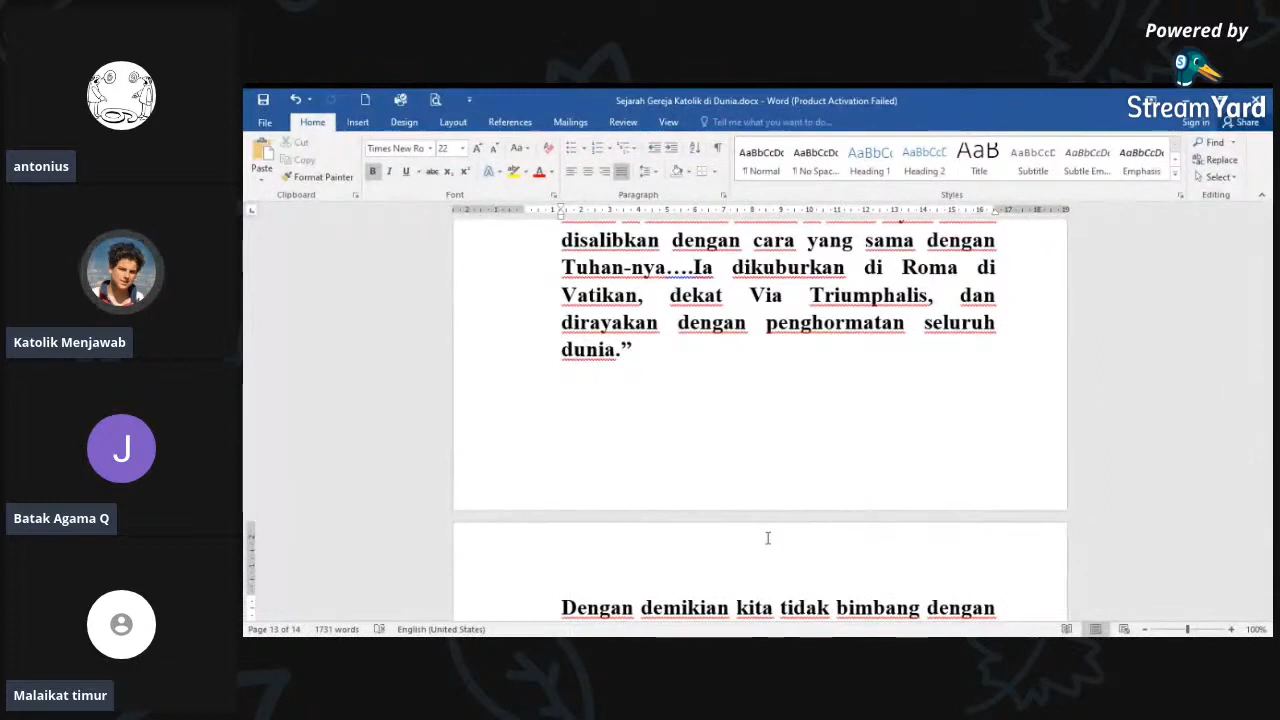 Powered by
StreamYard
antonius
Katolik Menjawab
J
Batak Agama Q
Malaikat timur
Sejarah Gereja Katolik di Dunia.docx - Word (Product Activation Failed)
Sign in Share
File Home Insert Design Layout References Mailings Review View Tell me what you want to do...
Paste Cut Copy Format Painter
Times New Ro 22
AaBbCcDc AaBbCcDc AaBbCc AaBbCcD AaB AaBbCcD AaBbCcDc AaBbCcDc
¶ Normal ¶ No Spac... Heading 1 Heading 2 Title Subtitle Subtle Em... Emphasis
Find Replace Select
Clipboard Font Paragraph Styles Editing
disalibkan dengan cara yang sama dengan
Tuhan-nya….Ia dikuburkan di Roma di
Vatikan, dekat Via Triumphalis, dan
dirayakan dengan penghormatan seluruh
dunia.”
Dengan demikian kita tidak bimbang dengan
Page 13 of 14 1731 words English (United States) 100%